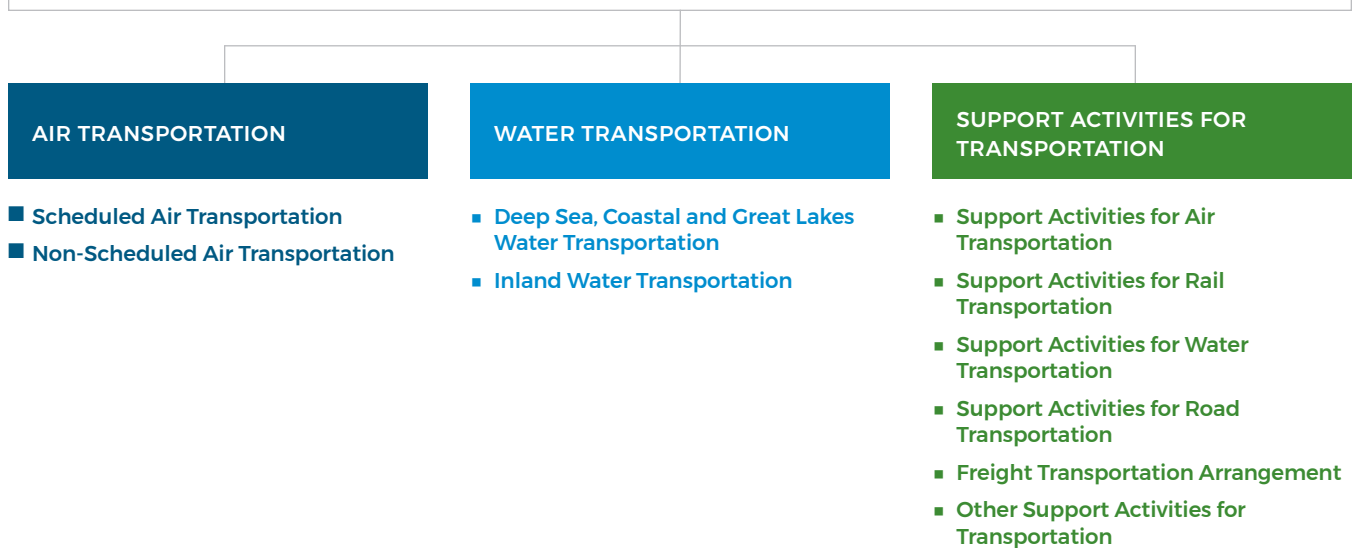 AIR TRANSPORTATION
Scheduled Air Transportation
Non-Scheduled Air Transportation
WATER TRANSPORTATION
Deep Sea, Coastal and Great Lakes
Water Transportation
Inland Water Transportation
SUPPORT ACTIVITIES FOR
TRANSPORTATION
Support Activities for Air
Transportation
Support Activities for Rail
Transportation
Support Activities for Water
Transportation
Support Activities for Road
Transportation
Freight Transportation Arrangement
Other Support Activities for
Transportation